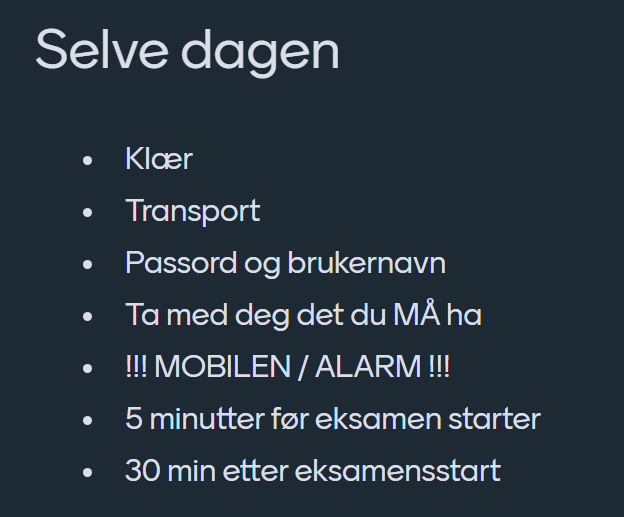 Selve dagen
• Klær
• Transport
• Passord og brukernavn
• Ta med deg det du MÅ ha
• !!! MOBILEN / ALARM !!!
• 5 minutter før eksamen starter
• 30 min etter eksamensstart